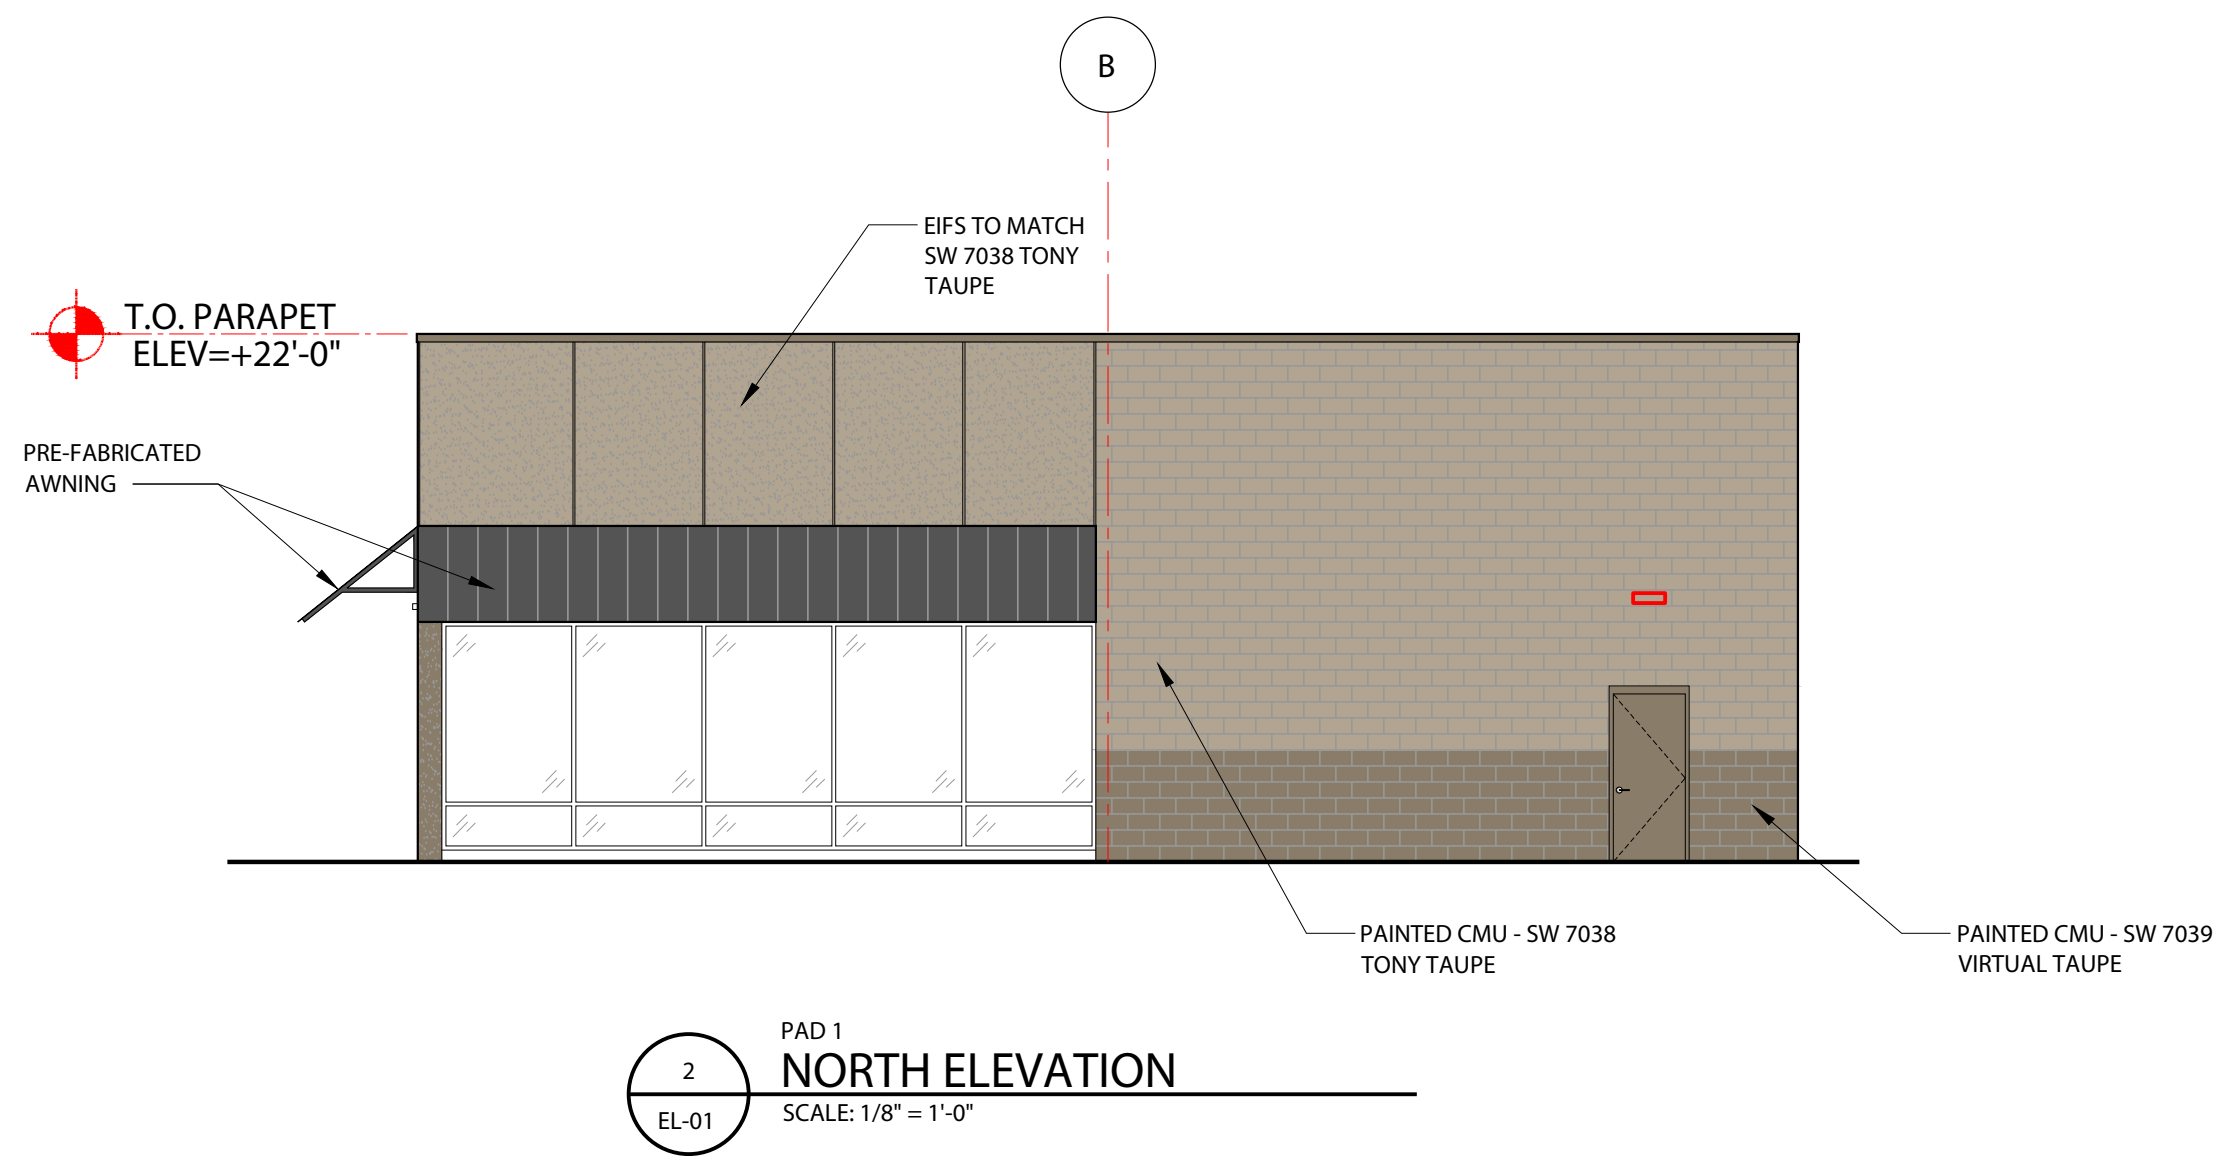 B
EIFS TO MATCH
SW 7038 TONY
TAUPE
T.O. PARAPET
ELEV=+22'-0"
PRE-FABRICATED
AWNING
PAINTED CMU - SW 7038
TONY TAUPE
PAINTED CMU - SW 7039
VIRTUAL TAUPE
2
EL-01
PAD 1
NORTH ELEVATION
SCALE: 1/8" = 1'-0"